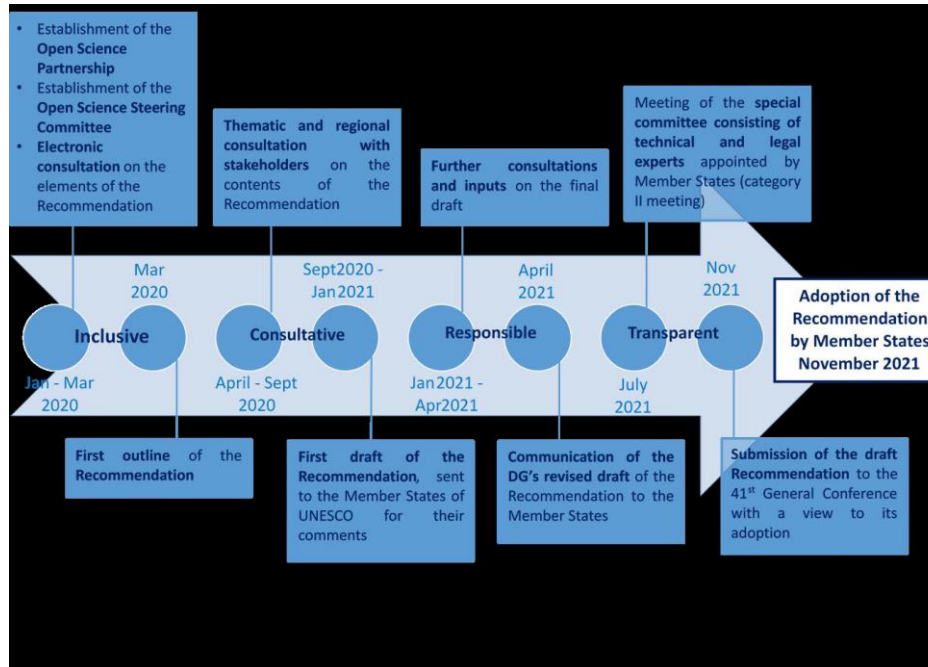 • Establishment of the
Open Science
Partnership
• Establishment of the
Open Science Steering
Committee
• Electronic
consultation on the
elements of the
Recommendation
Thematic and regional
consultation with
stakeholders on the
contents of the
Recommendation
Further consultations
and inputs on the final
draft
Meeting of the special
committee consisting of
technical and legal
experts appointed by
Member States (category
II meeting)
Mar
2020
Sept2020 -
Jan2021
April
2021
Nov
2021
Inclusive
Consultative
Responsible
Transparent
Adoption of the
Recommendation
by Member States
November 2021
Jan - Mar
2020
April - Sept
2020
Jan2021 -
Apr2021
July
2021
First outline of the
Recommendation
First draft of the
Recommendation, sent
to the Member States of
UNESCO for their
comments
Communication of the
DG's revised draft of the
Recommendation to the
Member States
Submission of the draft
Recommendation to the
41st General Conference
with a view to its
adoption